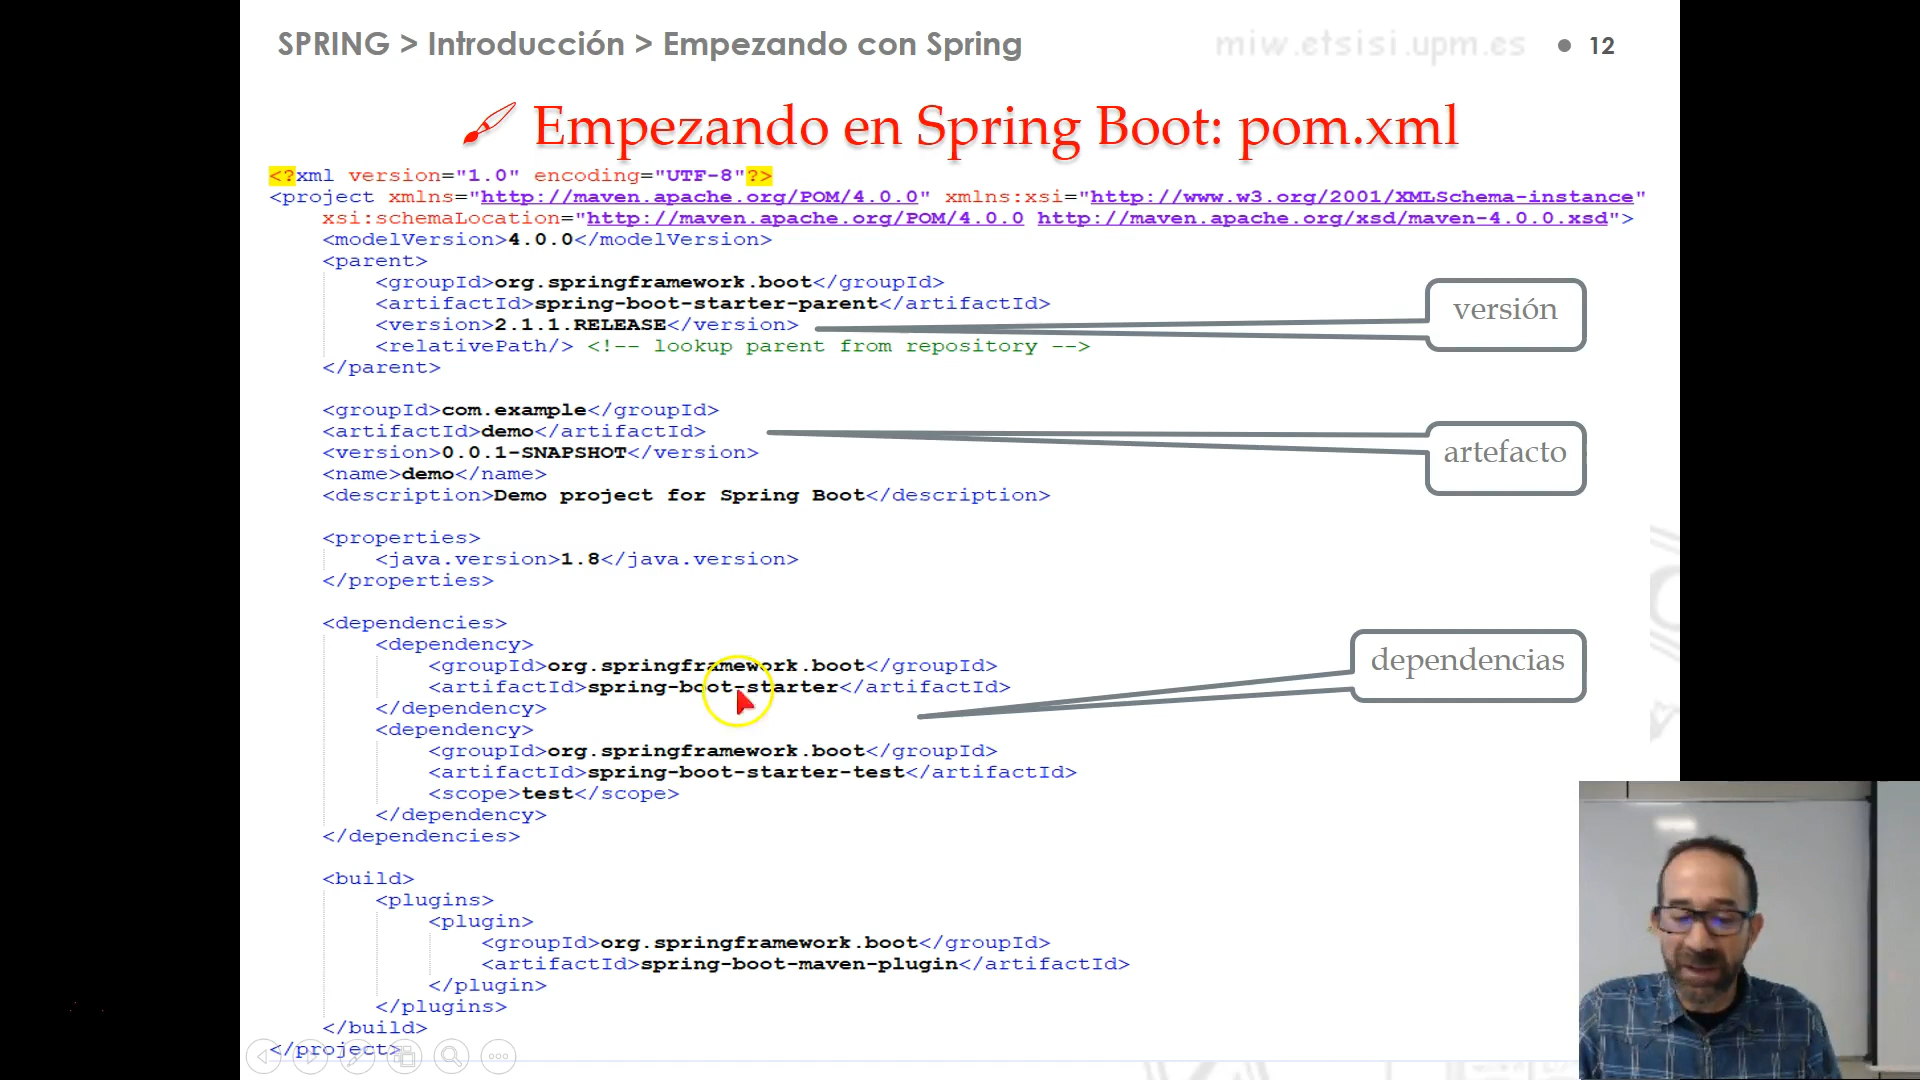 SPRING > Introducción > Empezando con Spring
miw.etsisi.upm.es
12
Empezando en Spring Boot: pom.xml
<?xml version="1.0" encoding="UTF-8"?>
<project xmlns="http://maven.apache.org/POM/4.0.0" xmlns:xsi="http://www.w3.org/2001/XMLSchema-instance"
xsi:schemaLocation="http://maven.apache.org/POM/4.0.0 http://maven.apache.org/xsd/maven-4.0.0.xsd">
<modelVersion>4.0.0</modelVersion>
<parent>
<groupId>org.springframework.boot</groupId>
<artifactId>spring-boot-starter-parent</artifactId>
<version>2.1.1.RELEASE</version>
<relativePath/> <!-- lookup parent from repository -->
</parent>
versión
<groupId>com.example</groupId>
<artifactId>demo</artifactId>
<version>0.0.1-SNAPSHOT</version>
<name>demo</name>
<description>Demo project for Spring Boot</description>
artefacto
<properties>
<java.version>1.8</java.version>
</properties>
<dependencies>
<dependency>
<groupId>org.springframework.boot</groupId>
<artifactId>spring-boot-starter</artifactId>
</dependency>
<dependency>
<groupId>org.springframework.boot</groupId>
<artifactId>spring-boot-starter-test</artifactId>
<scope>test</scope>
</dependency>
</dependencies>
dependencias
<build>
<plugins>
<plugin>
<groupId>org.springframework.boot</groupId>
<artifactId>spring-boot-maven-plugin</artifactId>
</plugin>
</plugins>
</build>
</project>